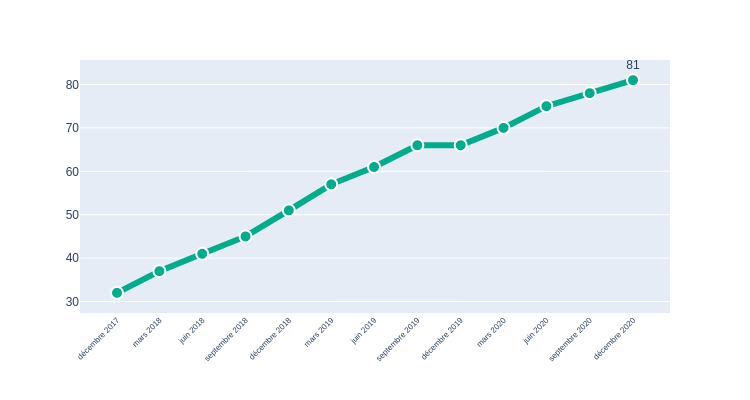 81
80
70
60
50
40
30
décembre 2017
mars 2018
juin 2018
septembre 2018
décembre 2018
mars 2019
juin 2019
septembre 2019
décembre 2019
mars 2020
juin 2020
septembre 2020
décembre 2020